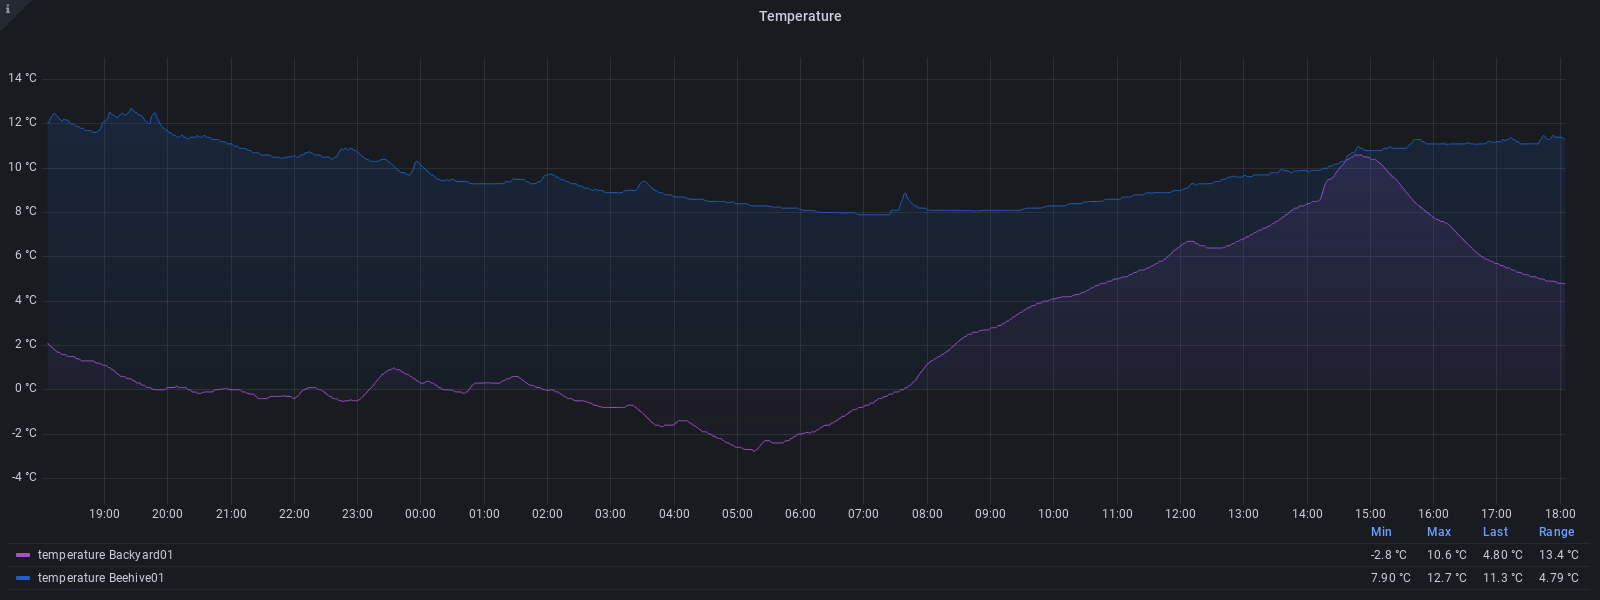 i
Temperature
14 °C
12 °C
10 °C
8 °C
6 °C
4 °C
2 °C
0 °C
-2 °C
-4 °C
19:00 20:00 21:00 22:00 23:00 00:00 01:00 02:00 03:00 04:00 05:00 06:00 07:00 08:00 09:00 10:00 11:00 12:00 13:00 14:00 15:00 16:00 17:00 18:00
Min Max Last Range
temperature Backyard01 -2.8 °C 10.6 °C 4.80 °C 13.4 °C
temperature Beehive01 7.90 °C 12.7 °C 11.3 °C 4.79 °C